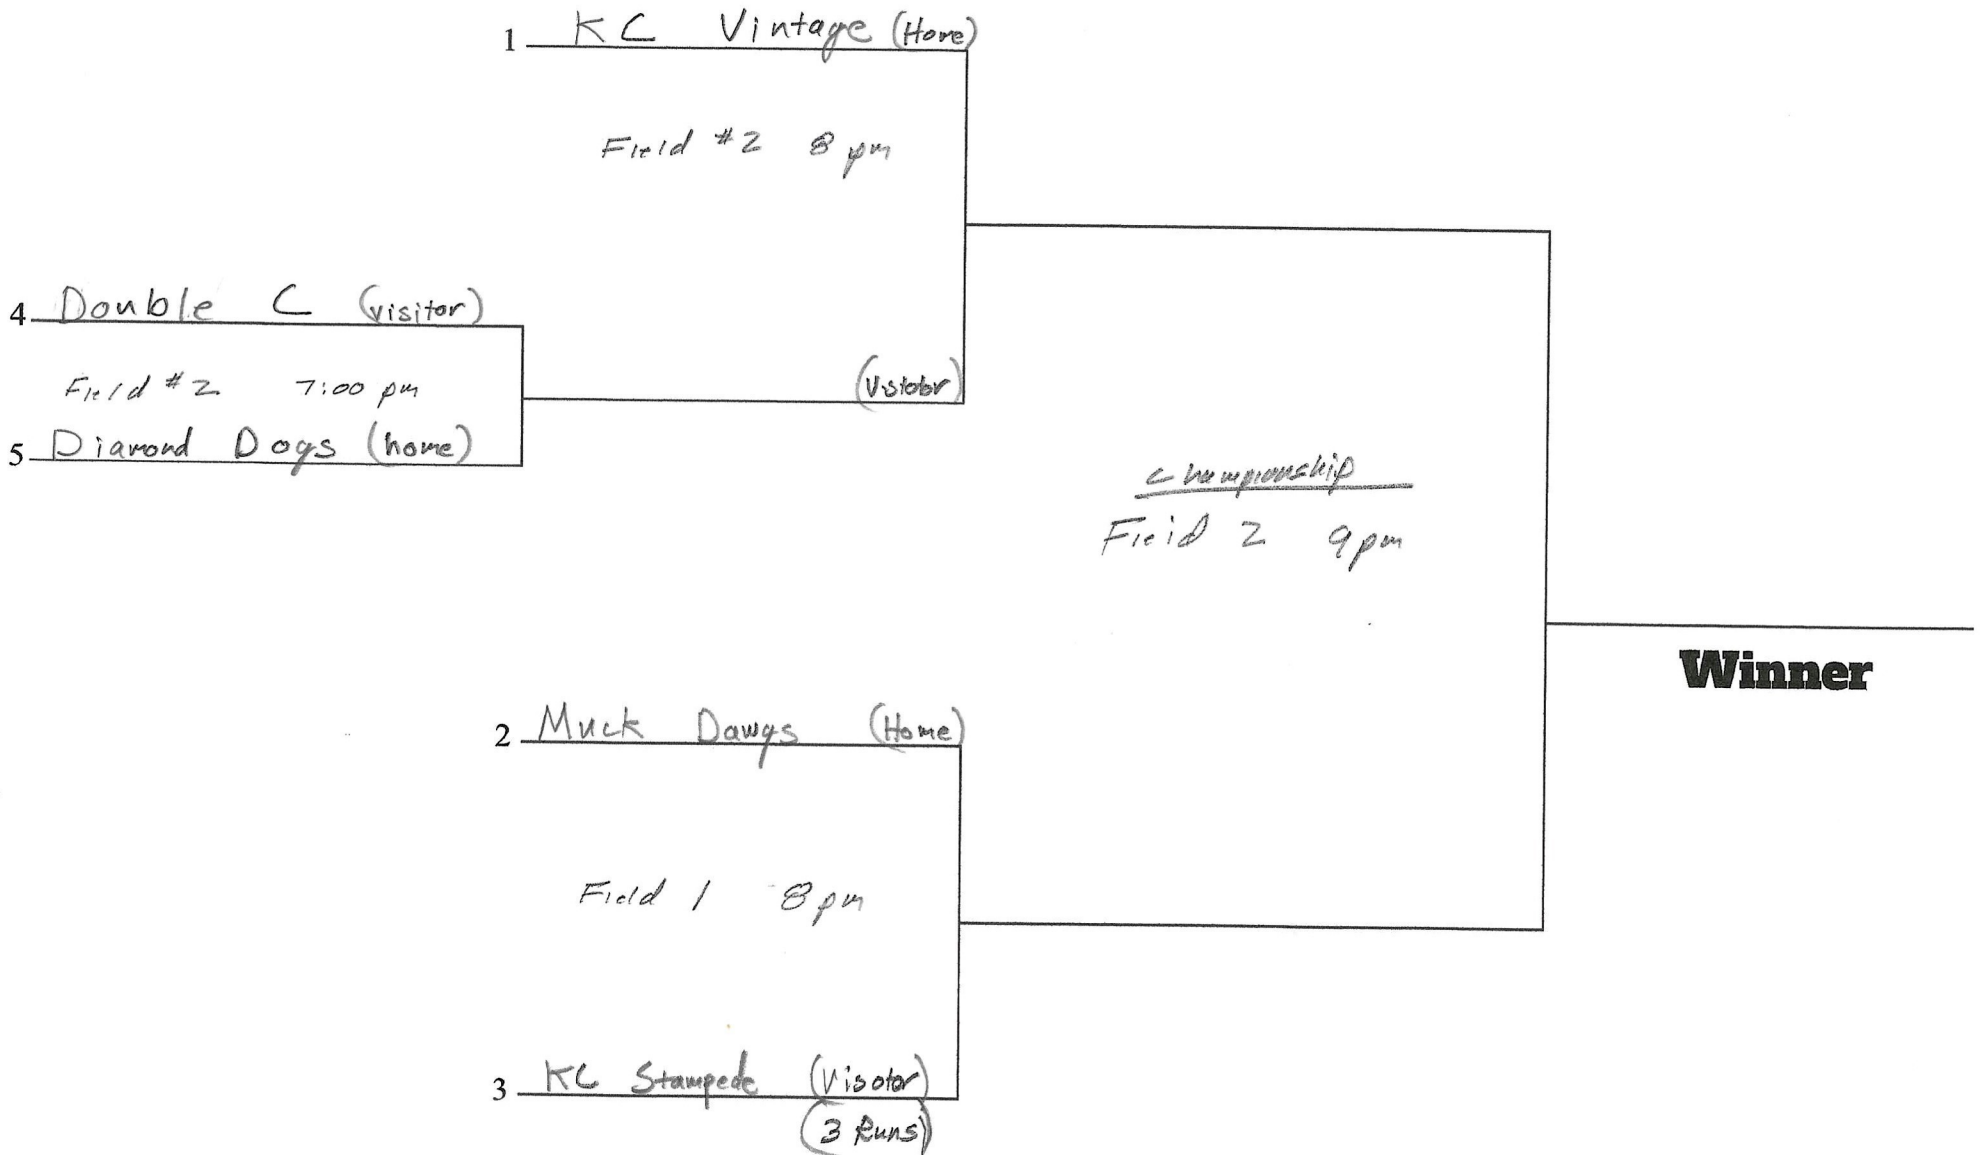 1 KC Vintage (Home)
Field #2 8 pm
4 Double C (visitor)
Field #2 7:00 pm
(Visiotor)
5 Diamond Dogs (home)
Championship
Field 2 9pm
Winner
2 Muck Dawgs (Home)
Field 1 8pm
3 KC Stampede (Visotor)
(3 Runs)